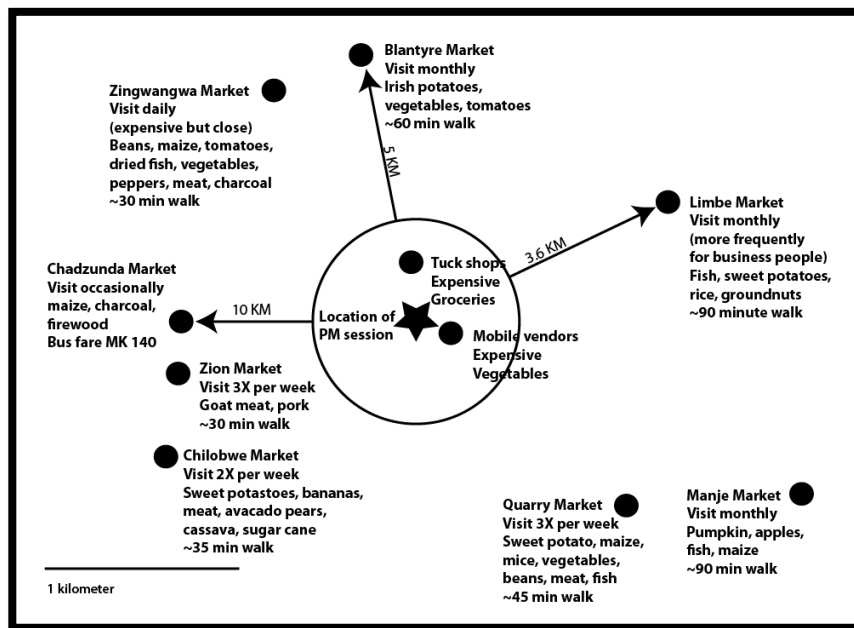 Blantyre Market
Visit monthly
Irish potatoes,
vegetables, tomatoes
~60 min walk
Zingwangwa Market
Visit daily
(expensive but close)
Beans, maize, tomatoes,
dried fish, vegetables,
peppers, meat, charcoal
~30 min walk
5 KM
Limbe Market
Visit monthly
(more frequently
for business people)
Fish, sweet potatoes,
rice, groundnuts
~90 minute walk
3.6 KM
Tuck shops
Expensive
Groceries
Chadzunda Market
Visit occasionally
maize, charcoal,
firewood
Bus fare MK 140
10 KM
Location of
PM session
Mobile vendors
Expensive
Vegetables
Zion Market
Visit 3X per week
Goat meat, pork
~30 min walk
Chilobwe Market
Visit 2X per week
Sweet potastoes, bananas,
meat, avacado pears,
cassava, sugar cane
~35 min walk
Quarry Market
Visit 3X per week
Sweet potato, maize,
mice, vegetables,
beans, meat, fish
~45 min walk
Manje Market
Visit monthly
Pumpkin, apples,
fish, maize
~90 min walk
1 kilometer